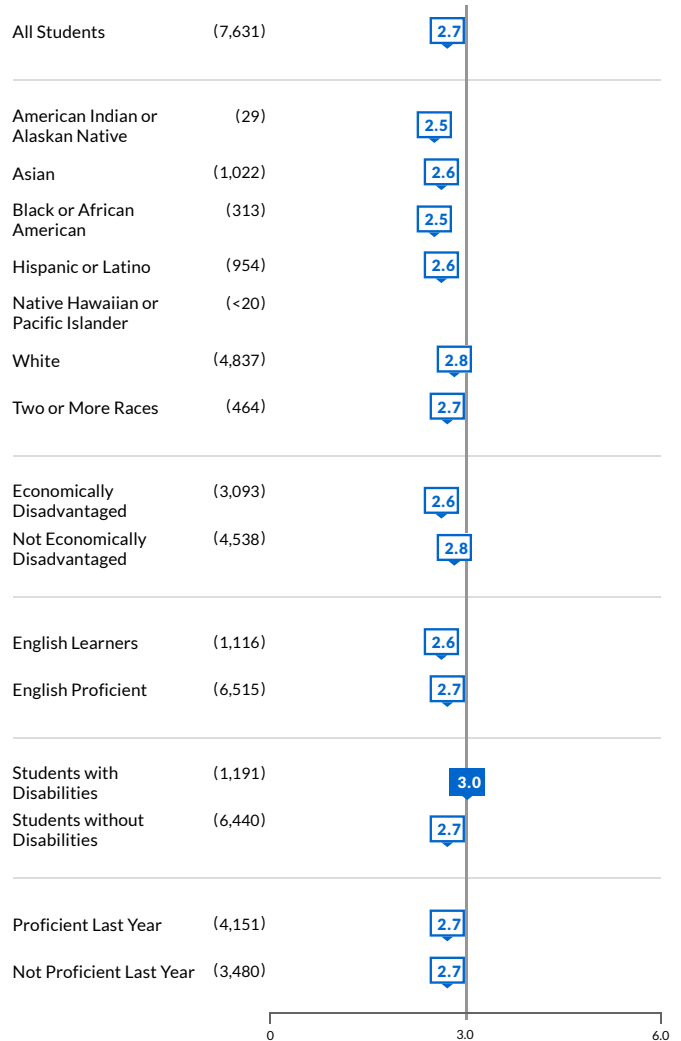 All Students (7,631) 2.7
American Indian or (29)
Alaskan Native 2.5
Asian (1,022) 2.6
Black or African (313)
American 2.5
Hispanic or Latino (954) 2.6
Native Hawaiian or (<20)
Pacific Islander
White (4,837) 2.8
Two or More Races (464) 2.7
Economically (3,093)
Disadvantaged 2.6
Not Economically (4,538)
Disadvantaged 2.8
English Learners (1,116) 2.6
English Proficient (6,515) 2.7
Students with (1,191)
Disabilities 3.0
Students without (6,440)
Disabilities 2.7
Proficient Last Year (4,151) 2.7
Not Proficient Last Year (3,480) 2.7
0 3.0 6.0